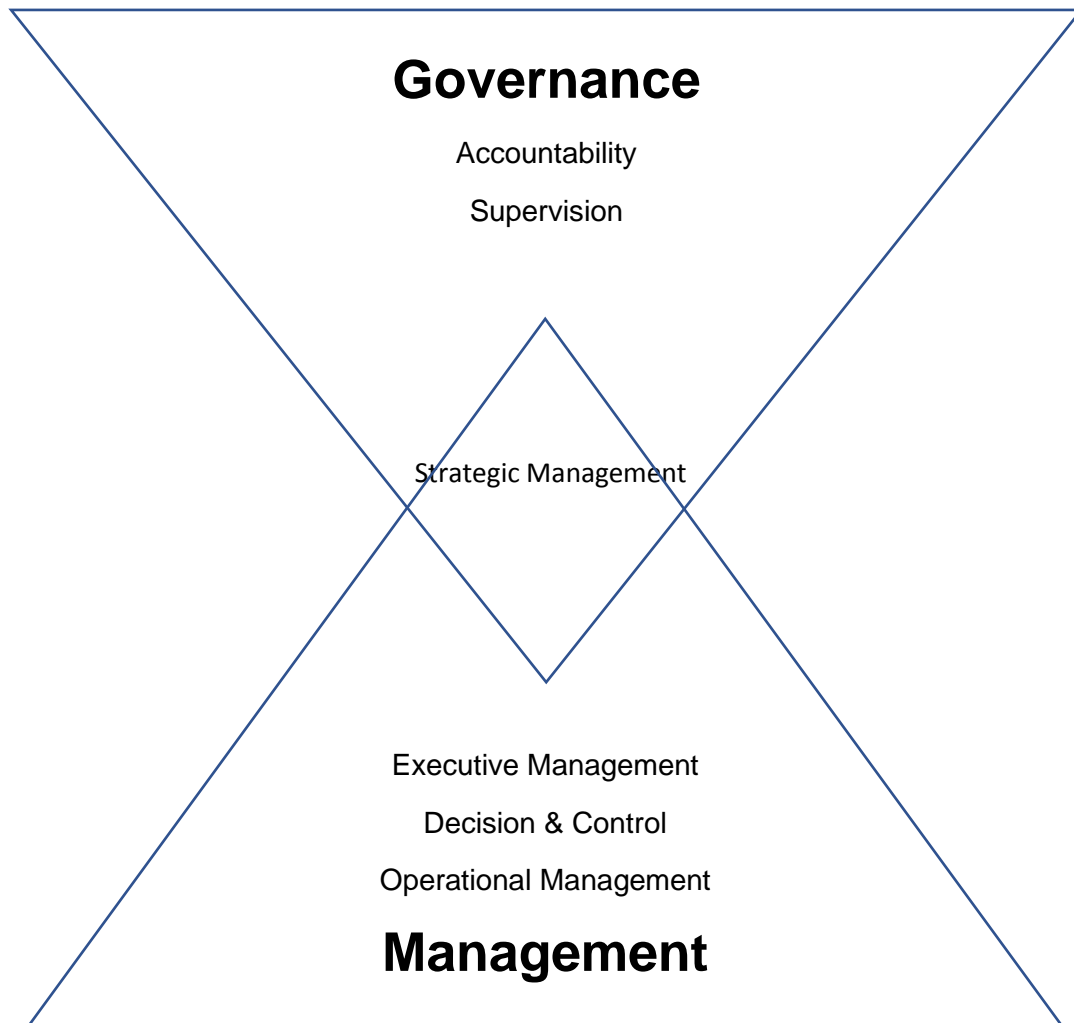 Governance
Accountability
Supervision
Strategic Management
Executive Management
Decision & Control
Operational Management
Management